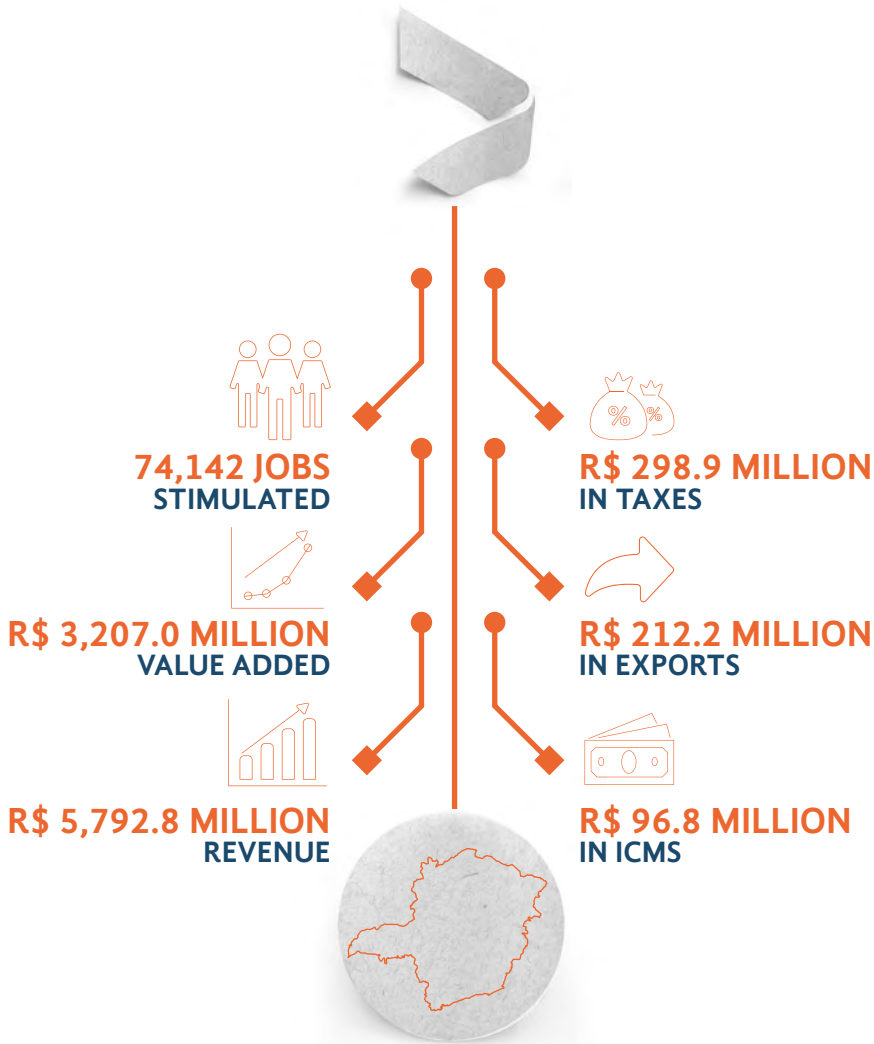 74,142 JOBS
STIMULATED
R$ 298.9 MILLION
IN TAXES
R$ 3,207.0 MILLION
VALUE ADDED
R$ 212.2 MILLION
IN EXPORTS
R$ 5,792.8 MILLION
REVENUE
R$ 96.8 MILLION
IN ICMS
%
%